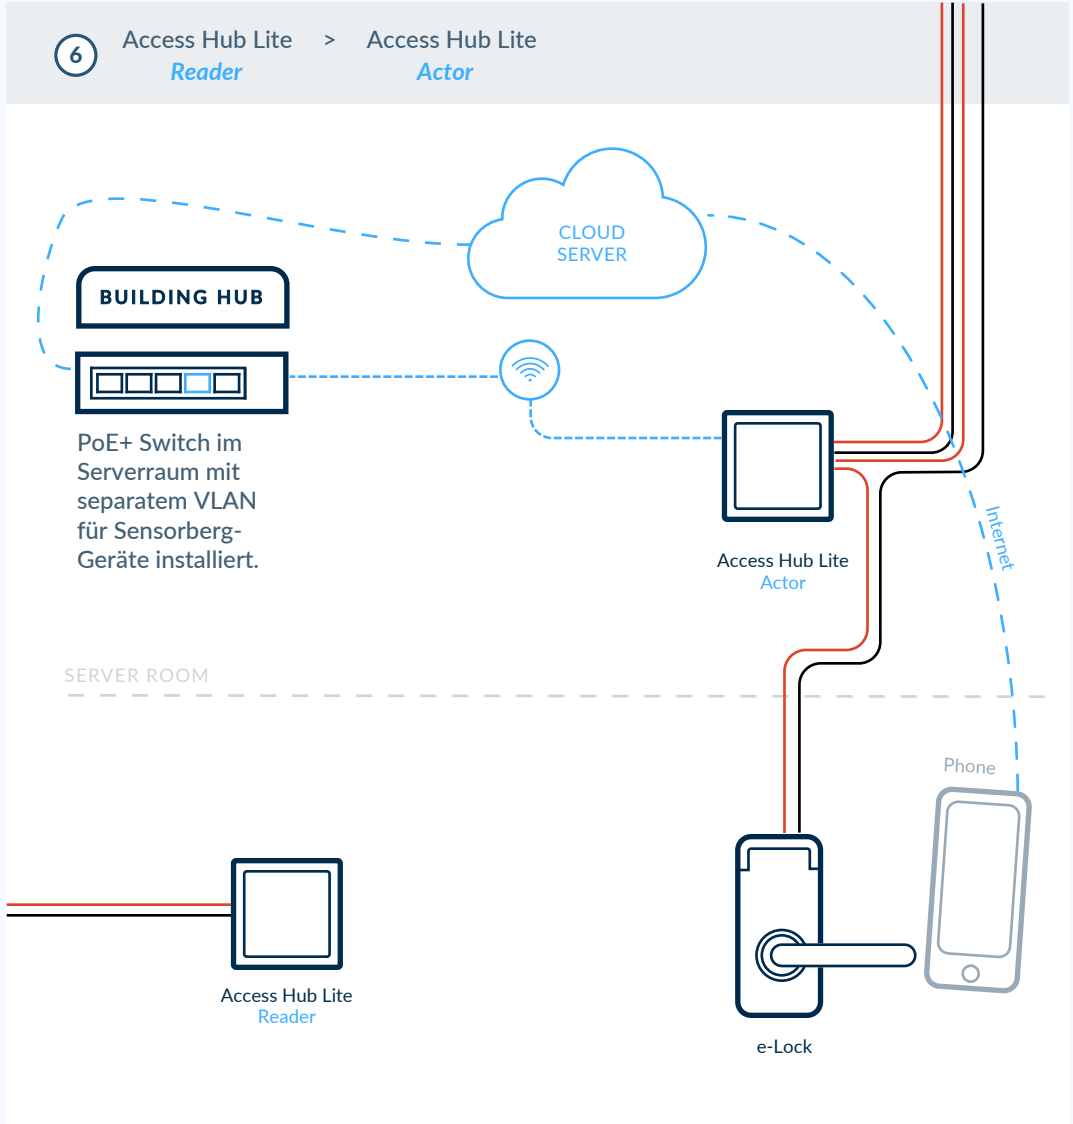 6
Access Hub Lite > Access Hub Lite
Reader Actor
CLOUD
SERVER
BUILDING HUB
PoE+ Switch im
Serverraum mit
separatem VLAN
für Sensorberg-
Geräte installiert.
Access Hub Lite
Actor
Internet
SERVER ROOM
Phone
Access Hub Lite
Reader
e-Lock